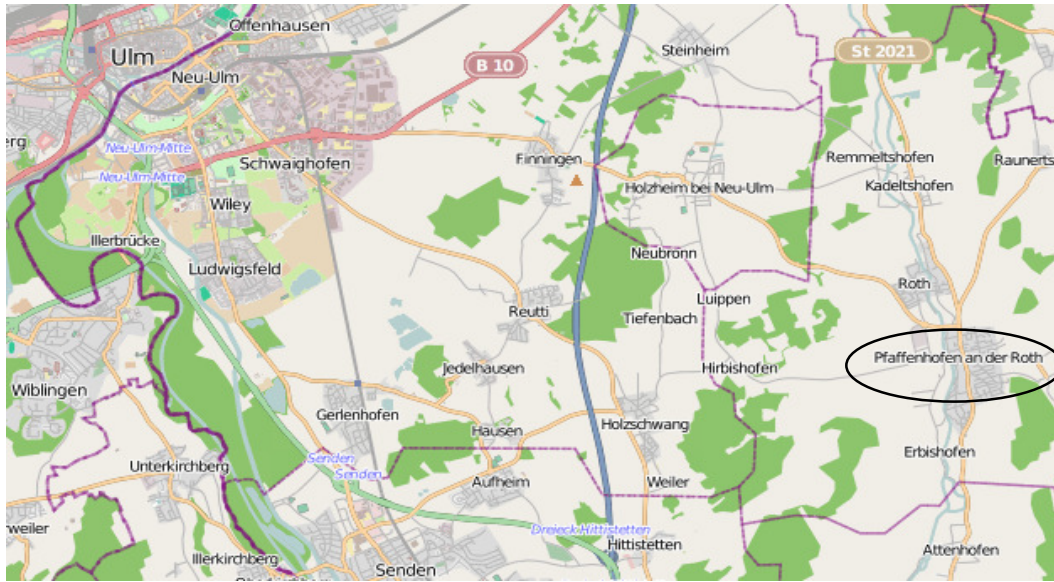 Offenhausen
Ulm
Neu-Ulm
B 10
Steinheim
St 2021
erg
Neu-Ulm-Mitte
Neu-Ulm-Mitte
Schwaighofen
Finningen
Holzheim bei Neu-Ulm
Remmeltshofen
Raunerts
Kadeltshofen
Wiley
Illerbrücke
Ludwigsfeld
Neubronn
Reutti
Luippen
Roth
Tiefenbach
Pfaffenhofen an der Roth
Wiblingen
Jedelhausen
Hirbishofen
Gerlenhofen
Hausen
Holzschwang
Erbishofen
Unterkirchberg
Senden
Senden
Aufheim
Weiler
rweiler
Dreieck Hittistetten
Hittistetten
Attenhofen
Illerkirchberg
Senden